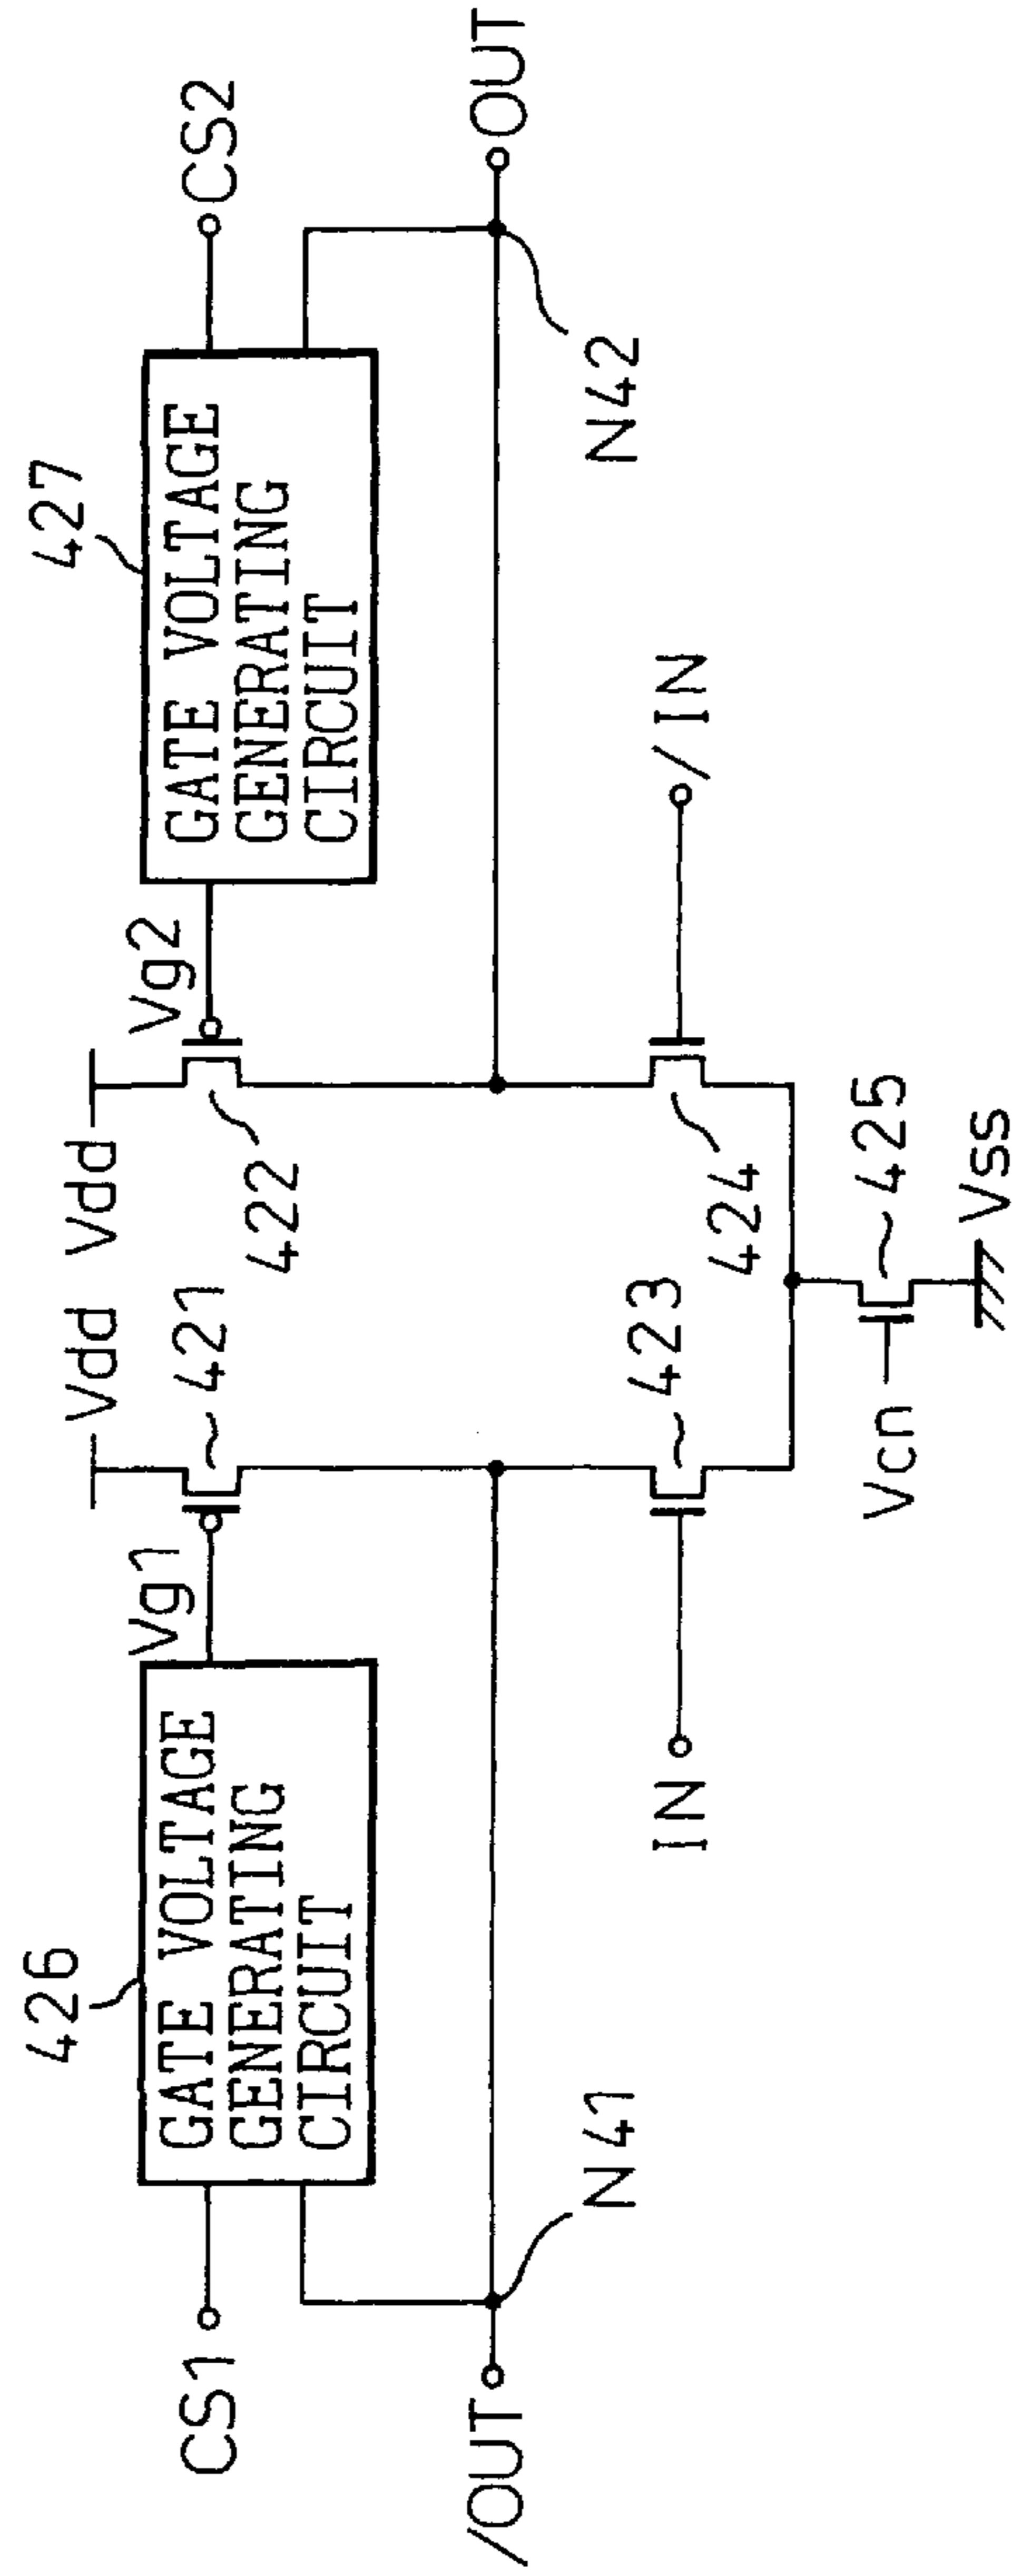 426
427
Vdd
Vdd
CS1
GATE VOLTAGE
GENERATING
CIRCUIT
Vg1
421
422
Vg2
GATE VOLTAGE
GENERATING
CIRCUIT
CS2
/OUT
OUT
N41
N42
IN
423
424
/IN
Vcn
425
Vss